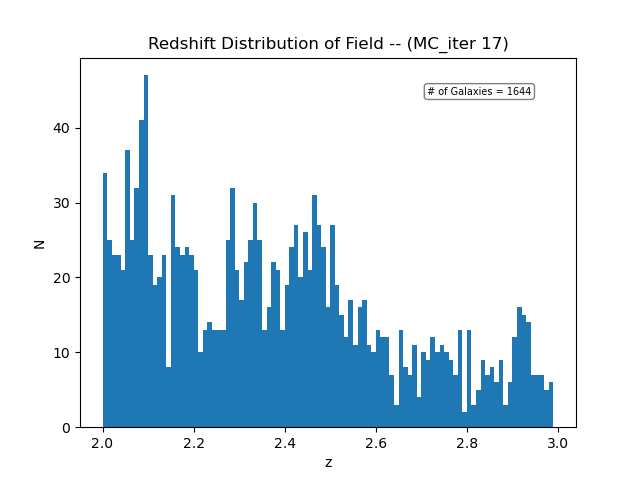 Redshift Distribution of Field -- (MC_iter 17)
# of Galaxies = 1644
N
40
30
20
10
0
2.0 2.2 2.4 2.6 2.8 3.0
z